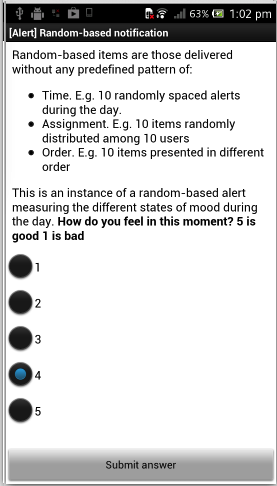 63% 1:02 pm
[Alert] Random-based notification
Random-based items are those delivered
without any predefined pattern of:
• Time. E.g. 10 randomly spaced alerts
during the day.
• Assignment. E.g. 10 items randomly
distributed among 10 users
• Order. E.g. 10 items presented in different
order
This is an instance of a random-based alert
measuring the different states of mood during
the day. How do you feel in this moment? 5 is
good 1 is bad
1
2
3
4
5
Submit answer